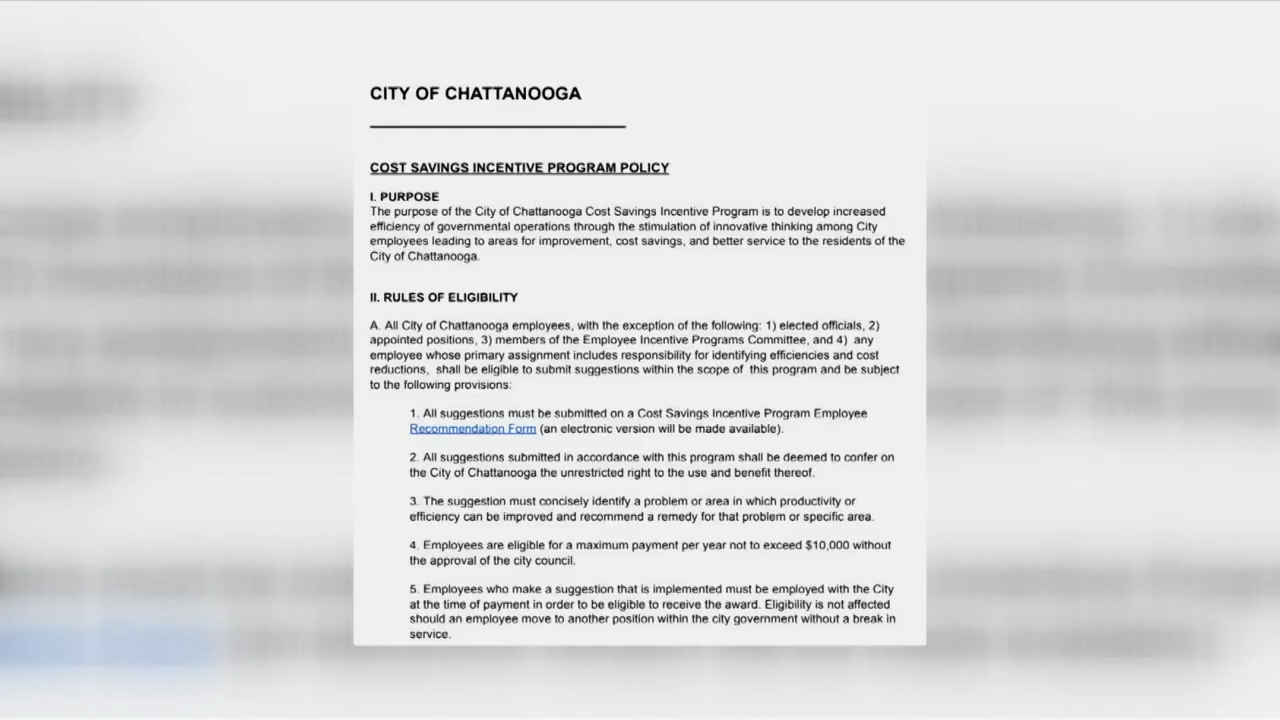 CITY OF CHATTANOOGA
COST SAVINGS INCENTIVE PROGRAM POLICY
I. PURPOSE
The purpose of the City of Chattanooga Cost Savings Incentive Program is to develop increased
efficiency of governmental operations through the stimulation of innovative thinking among City
employees leading to areas for improvement, cost savings, and better service to the residents of the
City of Chattanooga.
II. RULES OF ELIGIBILITY
A. All City of Chattanooga employees, with the exception of the following: 1) elected officials, 2)
appointed positions, 3) members of the Employee Incentive Programs Committee, and 4) any
employee whose primary assignment includes responsibility for identifying efficiencies and cost
reductions, shall be eligible to submit suggestions within the scope of this program and be subject
to the following provisions:
1. All suggestions must be submitted on a Cost Savings Incentive Program Employee
Recommendation Form (an electronic version will be made available).
2. All suggestions submitted in accordance with this program shall be deemed to confer on
the City of Chattanooga the unrestricted right to the use and benefit thereof.
3. The suggestion must concisely identify a problem or area in which productivity or
efficiency can be improved and recommend a remedy for that problem or specific area.
4. Employees are eligible for a maximum payment per year not to exceed $10,000 without
the approval of the city council.
5. Employees who make a suggestion that is implemented must be employed with the City
at the time of payment in order to be eligible to receive the award. Eligibility is not affected
should an employee move to another position within the city government without a break in
service.